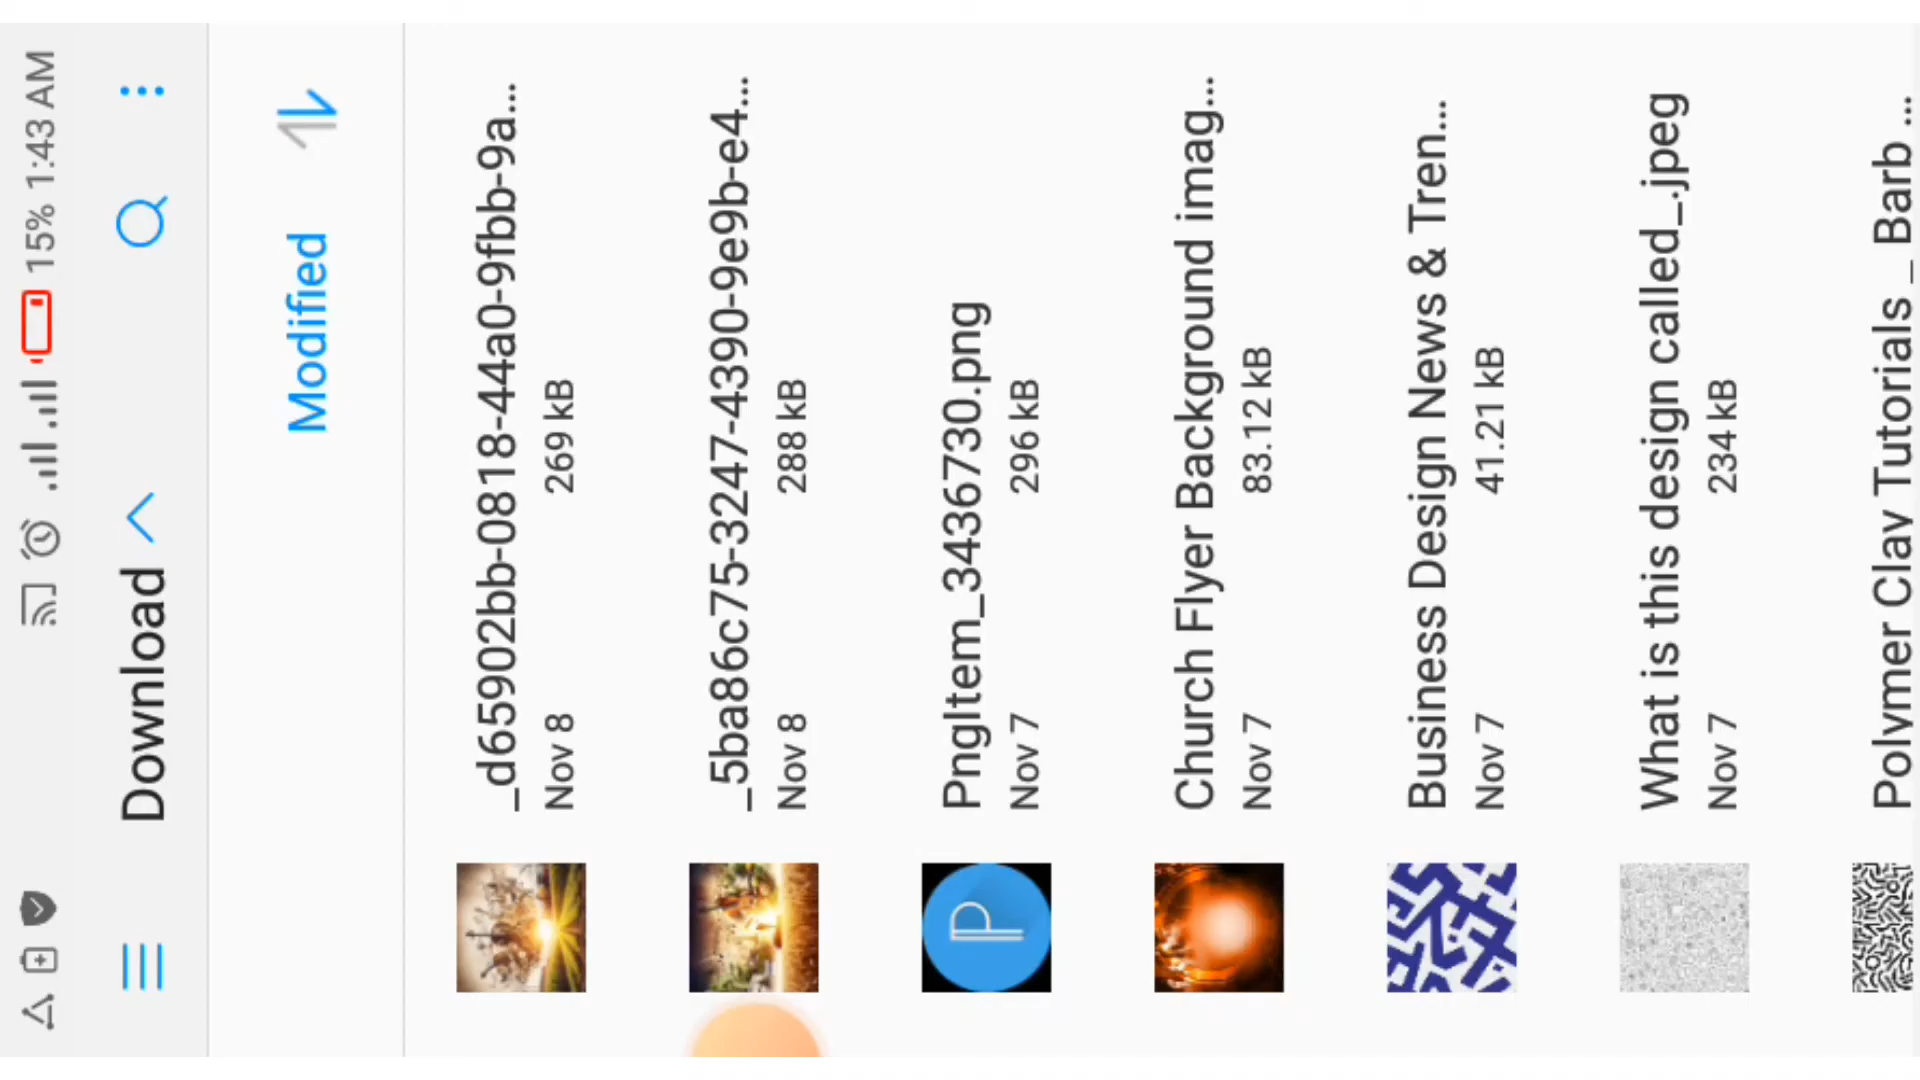 15% 1:43 AM
Download
Modified
_d65902bb-0818-44a0-9fbb-9a...
Nov 8 269 kB
_5ba86c75-3247-4390-9e9b-e4...
Nov 8 288 kB
PngItem_3436730.png
Nov 7 296 kB
Church Flyer Background imag...
Nov 7 83.12 kB
Business Design News & Tren...
Nov 7 41.21 kB
What is this design called_.jpeg
Nov 7 234 kB
Polymer Clay Tutorials _ Barb ...